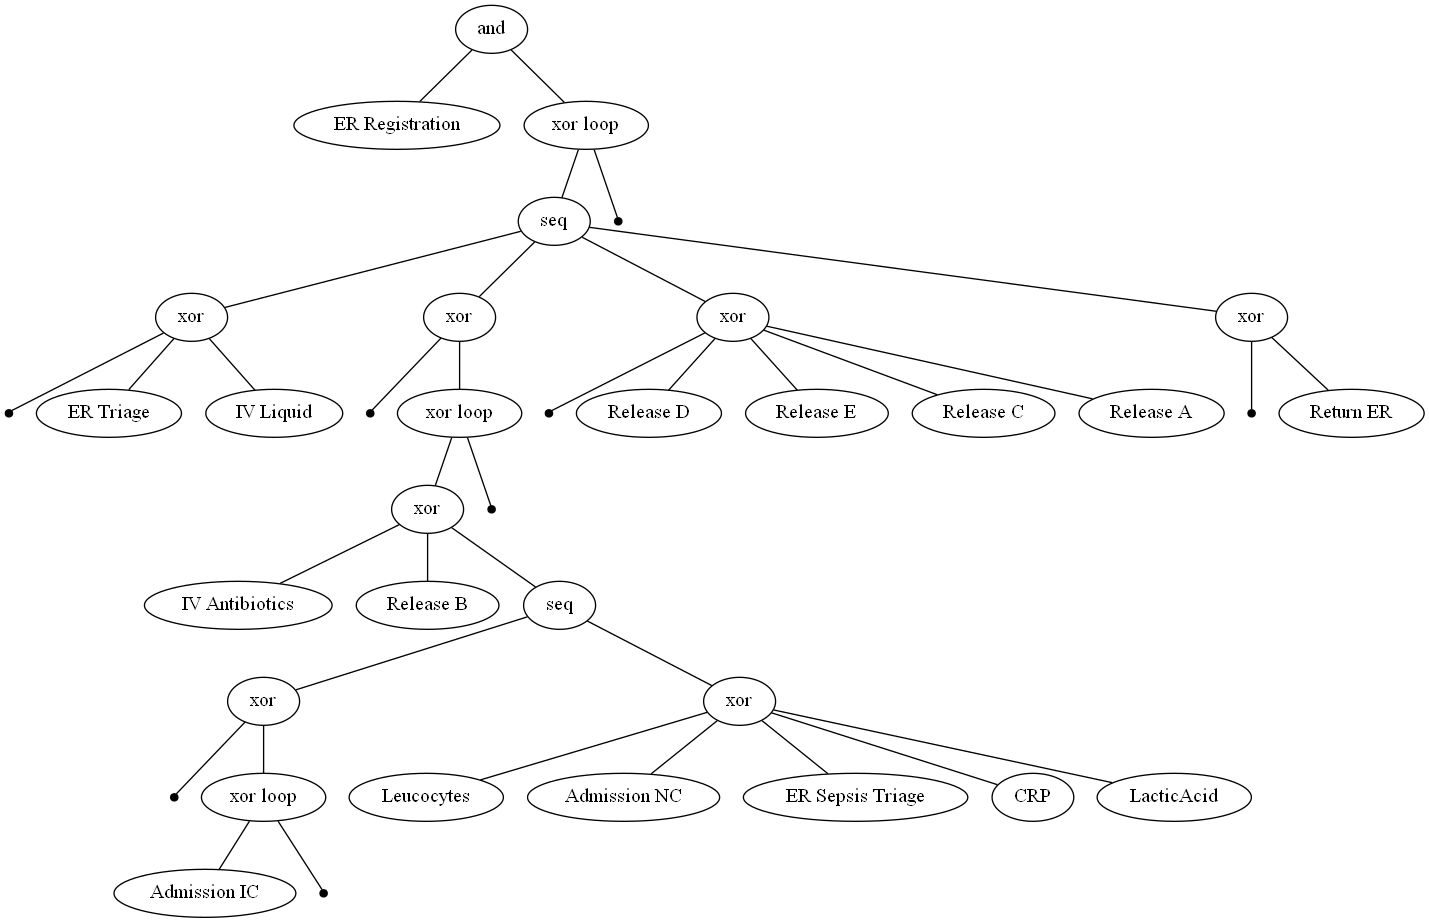 and
ER Registration
xor loop
seq
xor
xor
xor
xor
ER Triage
IV Liquid
xor loop
Release D
Release E
Release C
Release A
Return ER
xor
IV Antibiotics
Release B
seq
xor
xor
xor loop
Leucocytes
Admission NC
ER Sepsis Triage
CRP
LacticAcid
Admission IC